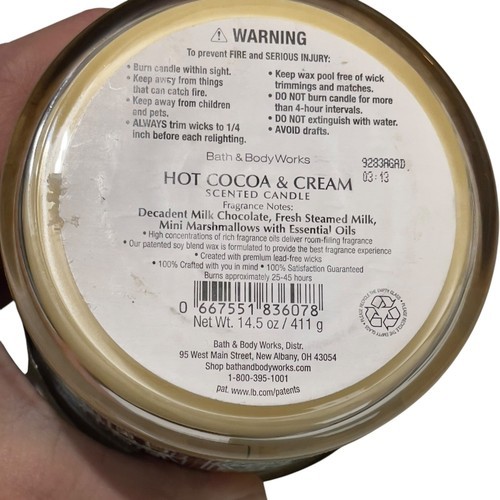 WARNING
To prevent FIRE and SERIOUS INJURY:
• Burn candle within sight.
• Keep away from things
that can catch fire.
• Keep away from children
and pets.
• ALWAYS trim wicks to 1/4
inch before each relighting.
• Keep wax pool free of wick
trimmings and matches.
• DO NOT burn candle for more
than 4-hour intervals.
• DO NOT extinguish with water.
• AVOID drafts.
Bath & Body Works
9283AGAD
03:13
HOT COCOA & CREAM
SCENTED CANDLE
Fragrance Notes:
Decadent Milk Chocolate, Fresh Steamed Milk,
Mini Marshmallows with Essential Oils
• High concentrations of rich fragrance oils deliver room-filling fragrance
• Our patented soy blend wax is formulated to provide the best fragrance experience
• Created with premium lead-free wicks
• 100% Crafted with you in mind • 100% Satisfaction Guaranteed
Burns approximately 25-45 hours
0 667551 836078
Net Wt. 14.5 oz / 411 g
PLEASE RECYCLE THE EMPTY GLASS
Bath & Body Works, Distr.
95 West Main Street, New Albany, OH 43054
Shop bathandbodyworks.com
1-800-395-1001
pat. www.lb.com/patents